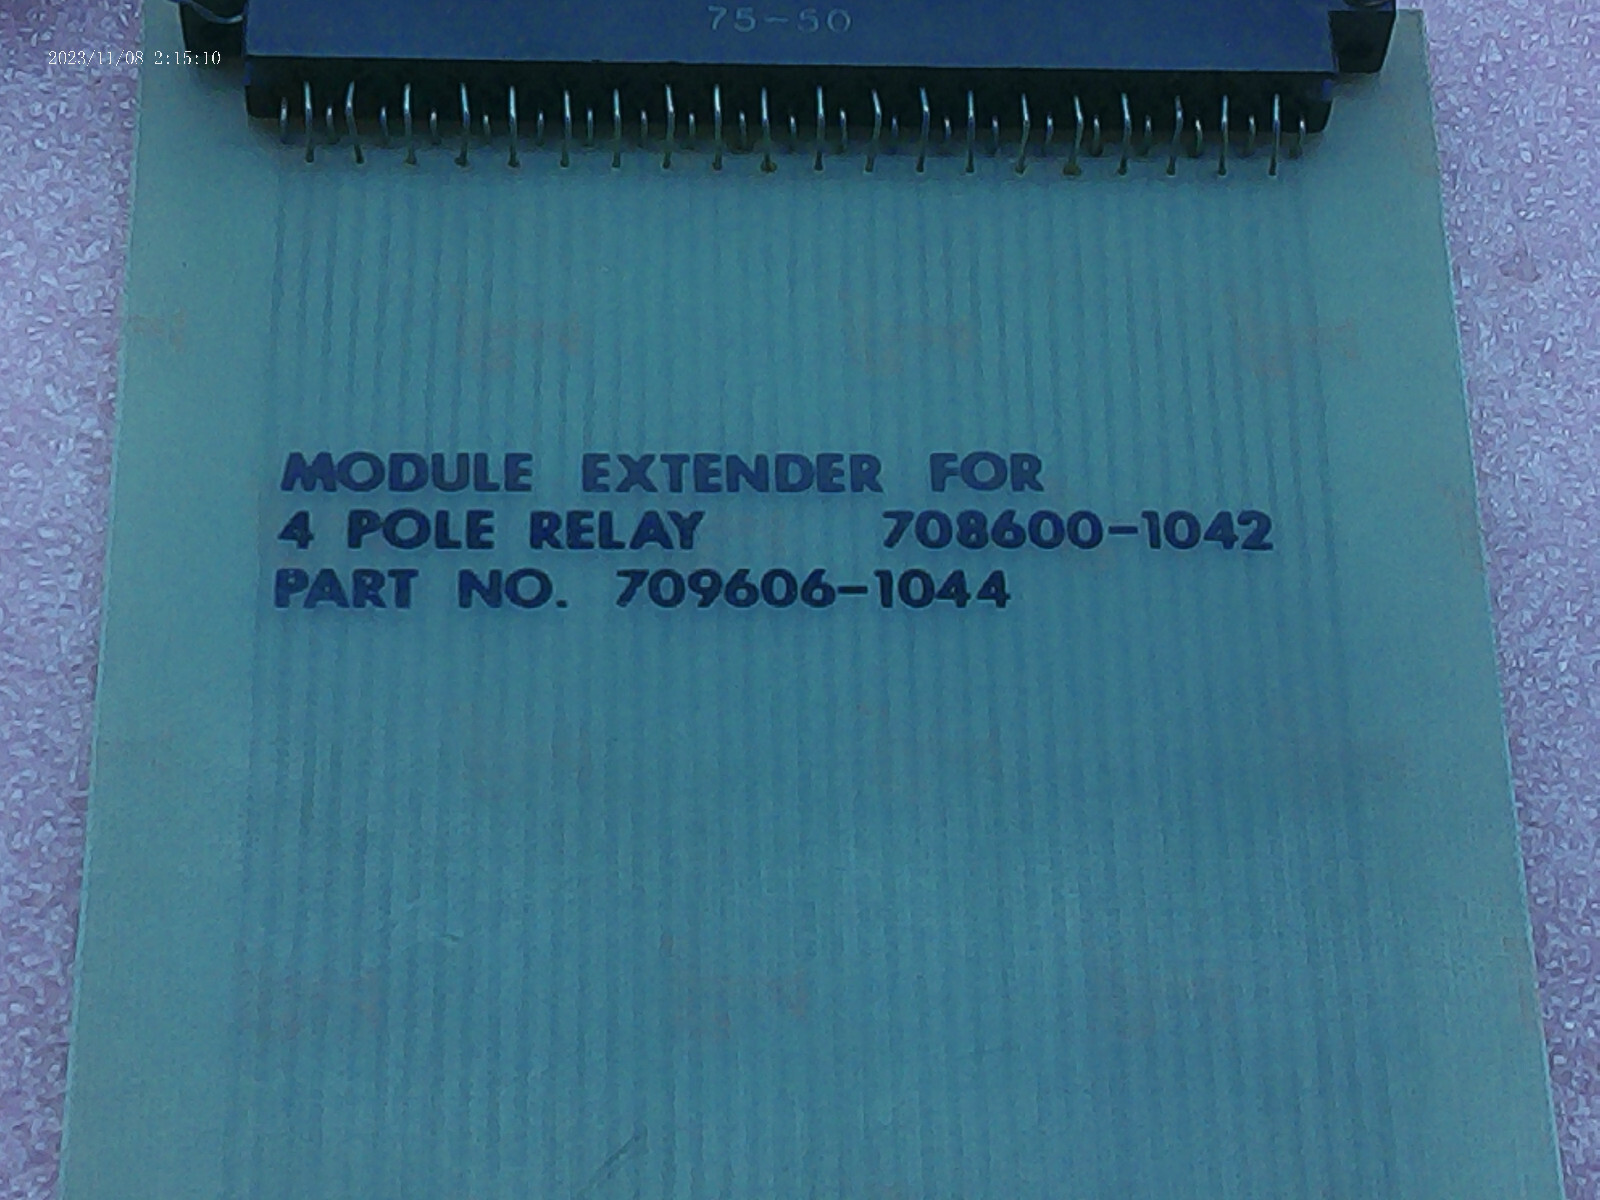 75-50
2023/11/08 2:15:10
MODULE EXTENDER FOR
4 POLE RELAY 708600-1042
PART NO. 709606-1044